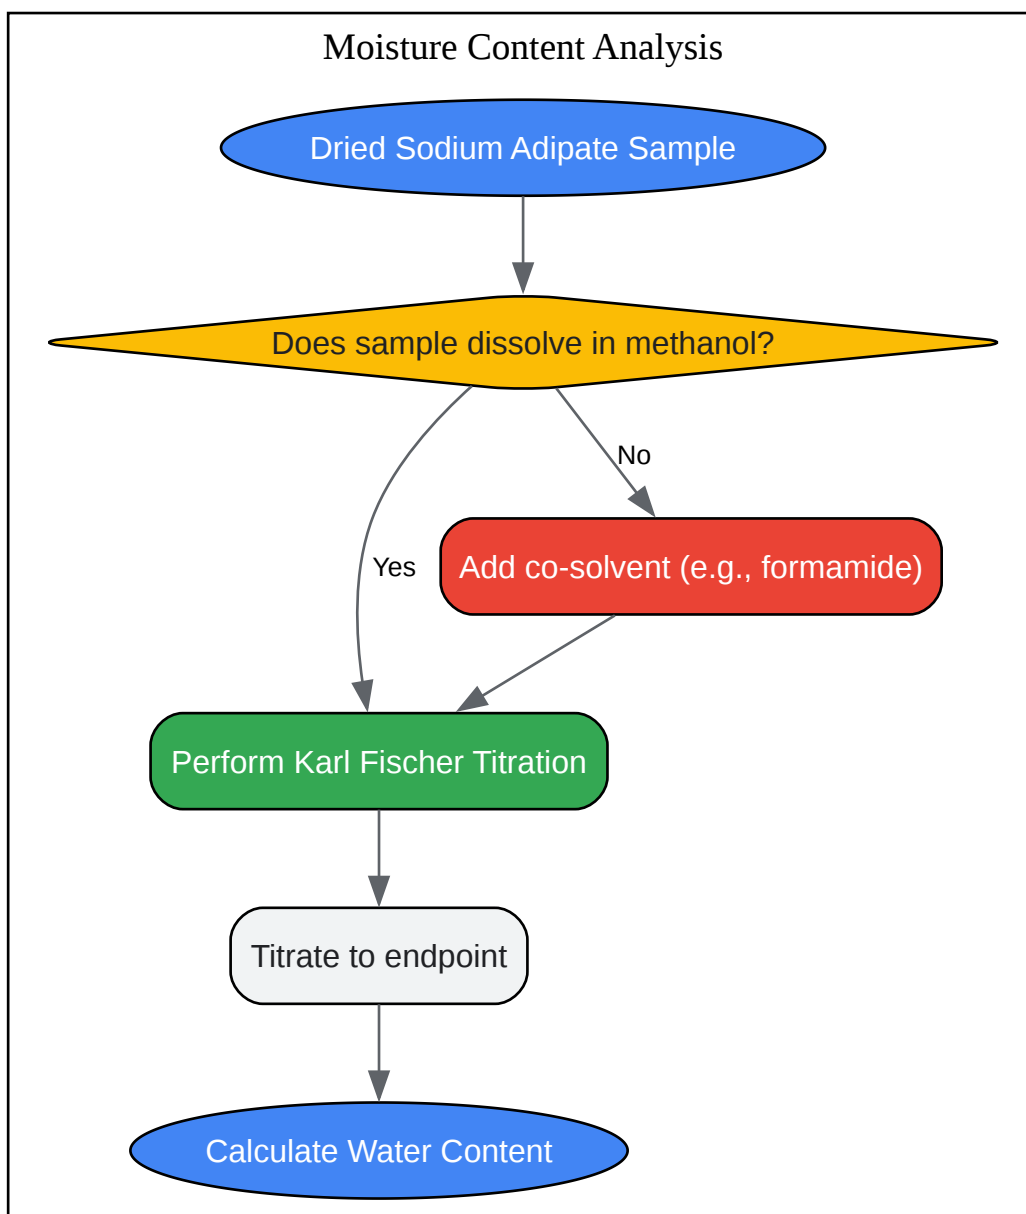 Moisture Content Analysis
Dried Sodium Adipate Sample
Does sample dissolve in methanol?
No
Yes
Add co-solvent (e.g., formamide)
Perform Karl Fischer Titration
Titrate to endpoint
Calculate Water Content